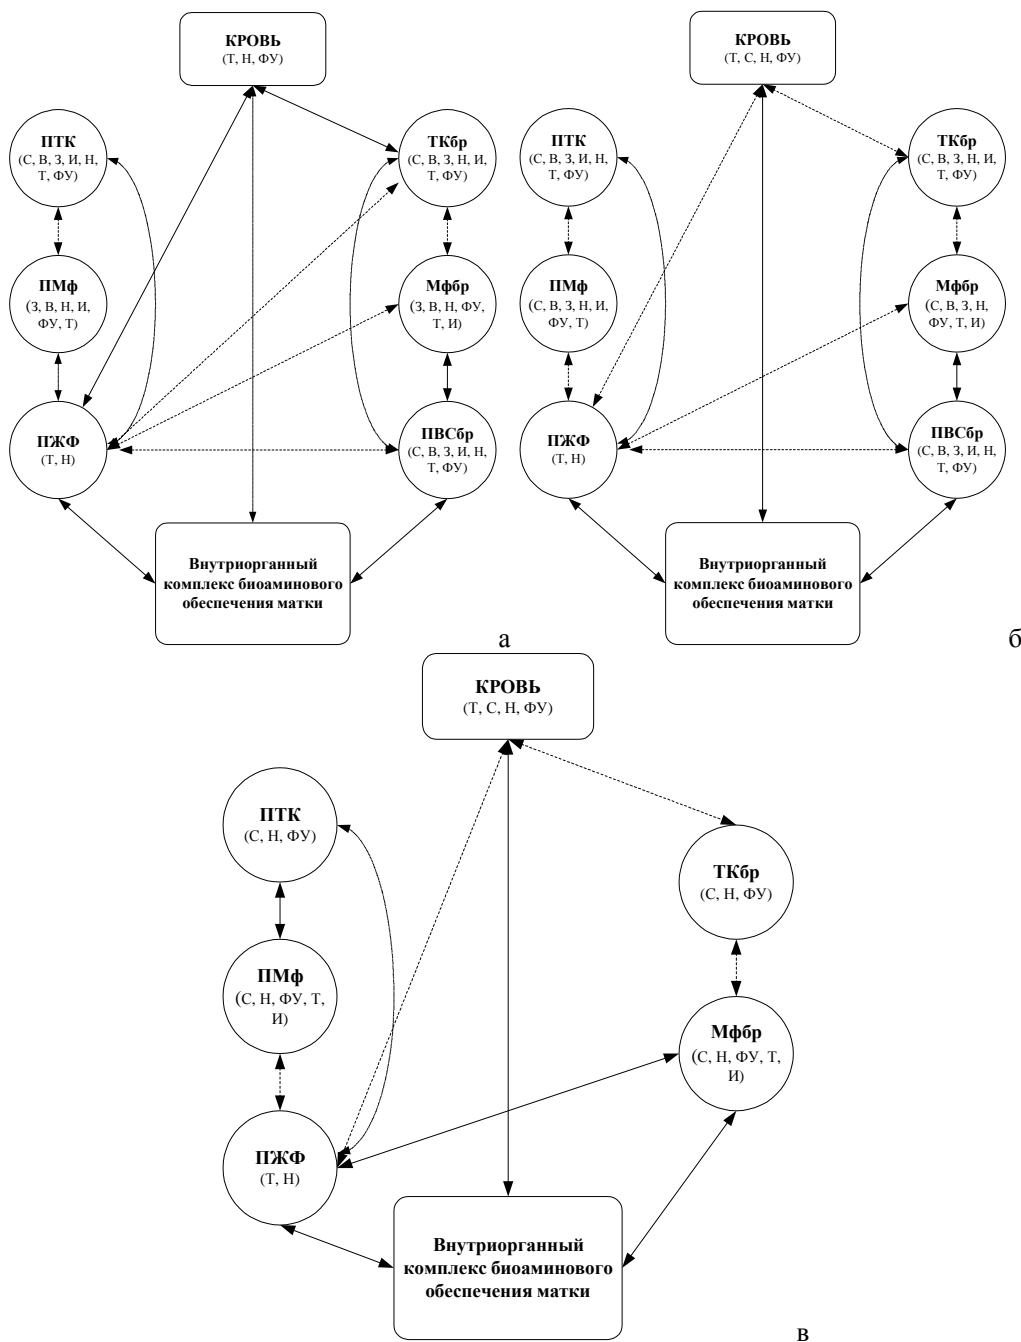 КРОВЬ
(Т, Н, ФУ)
ПТК
(С, В, З, И, Н,
Т, ФУ)
ТКбр
(С, В, З, Н, И,
Т, ФУ)
ПМф
(З, В, Н, И,
ФУ, Т)
Мфбр
(З, В, Н, ФУ,
Т, И)
ПЖФ
(Т, Н)
ПВСбр
(С, В, З, И, Н,
Т, ФУ)
Внутриорганный
комплекс биоаминового
обеспечения матки
а
КРОВЬ
(Т, С, Н, ФУ)
ПТК
(С, В, З, И, Н,
Т, ФУ)
ТКбр
(С, В, З, Н, И,
Т, ФУ)
ПМф
(С, В, З, Н, И,
ФУ, Т)
Мфбр
(С, В, З, Н,
ФУ, Т, И)
ПЖФ
(Т, Н)
ПВСбр
(С, В, З, И, Н,
Т, ФУ)
Внутриорганный
комплекс биоаминового
обеспечения матки
б
КРОВЬ
(Т, С, Н, ФУ)
ПТК
(С, Н, ФУ)
ТКбр
(С, Н, ФУ)
ПМф
(С, Н, ФУ, Т,
И)
Мфбр
(С, Н, ФУ, Т,
И)
ПЖФ
(Т, Н)
Внутриорганный
комплекс биоаминового
обеспечения матки
в